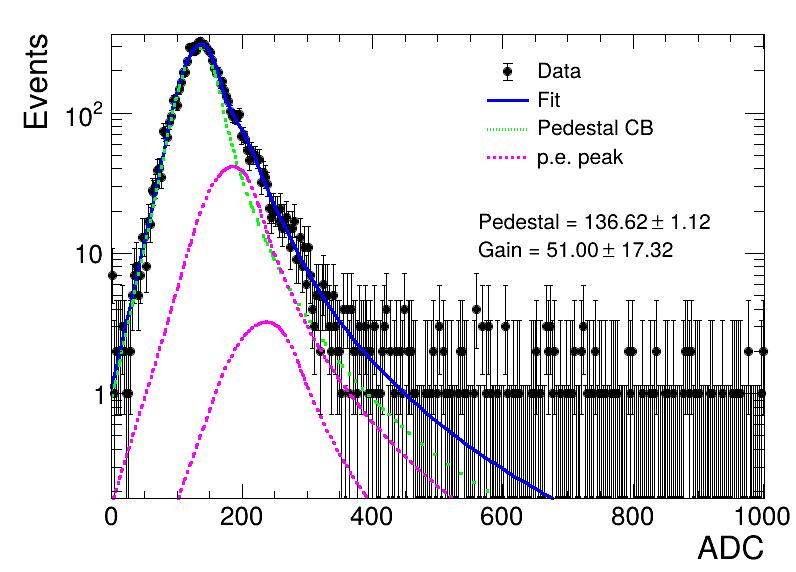 Events
10²
10
1
Data
Fit
Pedestal CB
p.e. peak
Pedestal = 136.62 ± 1.12
Gain = 51.00 ± 17.32
0 200 400 600 800 1000
ADC